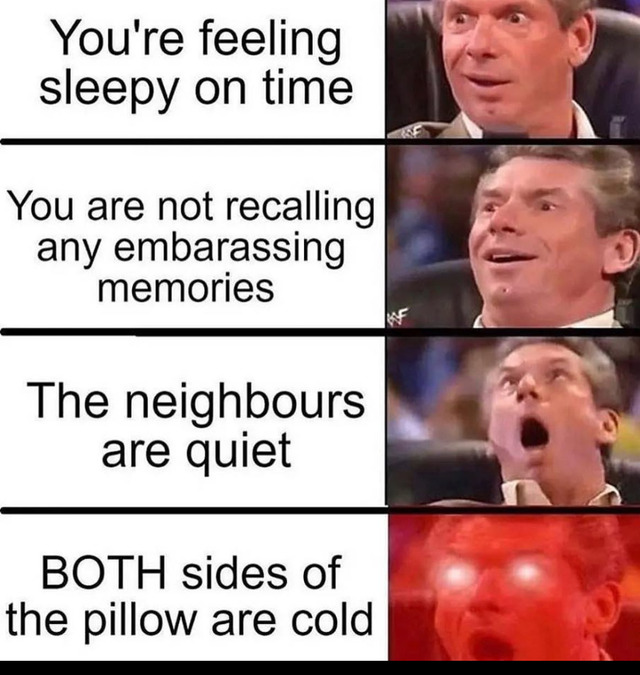 You're feeling
sleepy on time
You are not recalling
any embarassing
memories
The neighbours
are quiet
BOTH sides of
the pillow are cold